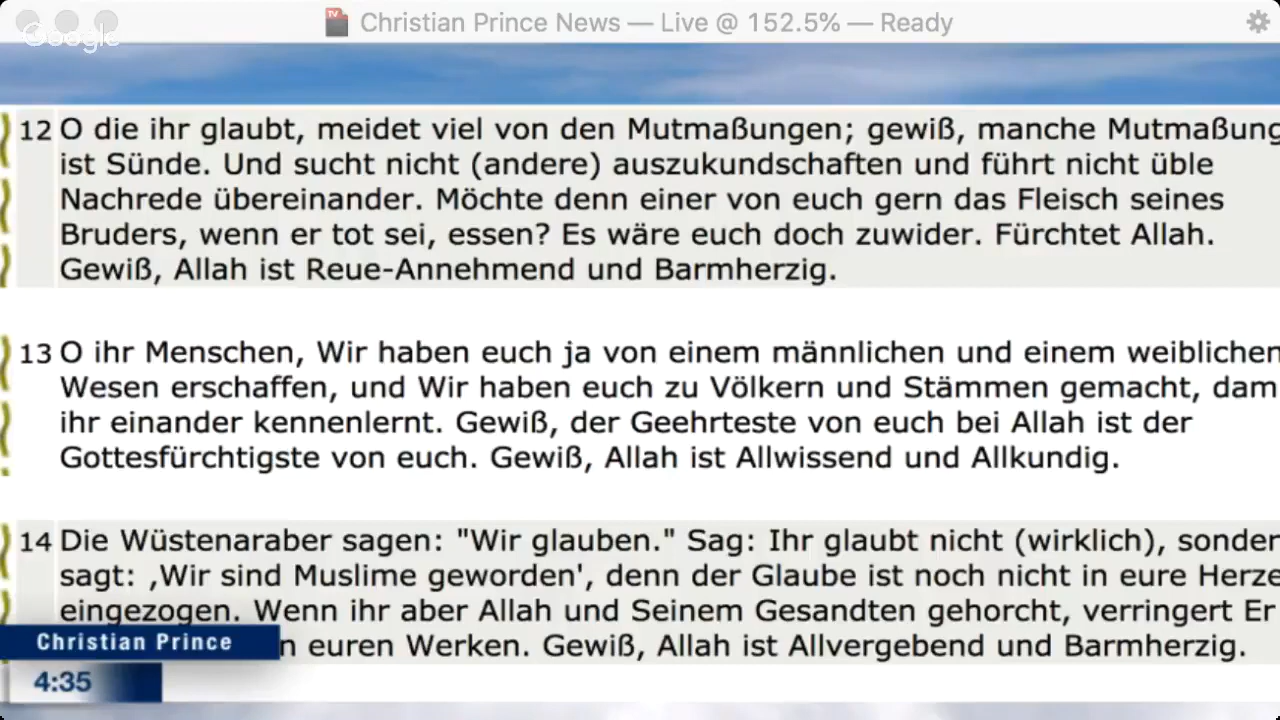 Christian Prince News — Live @ 152.5% — Ready
Google
12 O die ihr glaubt, meidet viel von den Mutmaßungen; gewiß, manche Mutmaßung
ist Sünde. Und sucht nicht (andere) auszukundschaften und führt nicht üble
Nachrede übereinander. Möchte denn einer von euch gern das Fleisch seines
Bruders, wenn er tot sei, essen? Es wäre euch doch zuwider. Fürchtet Allah.
Gewiß, Allah ist Reue-Annehmend und Barmherzig.
13 O ihr Menschen, Wir haben euch ja von einem männlichen und einem weiblichen
Wesen erschaffen, und Wir haben euch zu Völkern und Stämmen gemacht, dam
ihr einander kennenlernt. Gewiß, der Geehrteste von euch bei Allah ist der
Gottesfürchtigste von euch. Gewiß, Allah ist Allwissend und Allkundig.
14 Die Wüstenaraber sagen: "Wir glauben." Sag: Ihr glaubt nicht (wirklich), sonder
sagt: ,Wir sind Muslime geworden', denn der Glaube ist noch nicht in eure Herze
eingezogen. Wenn ihr aber Allah und Seinem Gesandten gehorcht, verringert Er
n euren Werken. Gewiß, Allah ist Allvergebend und Barmherzig.
Christian Prince
4:35